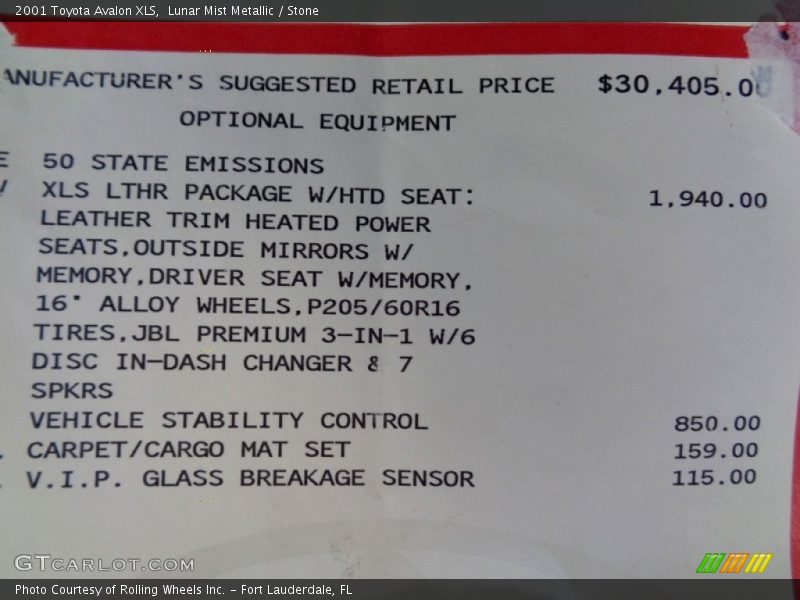 2001 Toyota Avalon XLS,  Lunar Mist Metallic / Stone
ANUFACTURER'S SUGGESTED RETAIL PRICE $30,405.00
OPTIONAL EQUIPMENT
E 50 STATE EMISSIONS
XLS LTHR PACKAGE W/HTD SEAT: 1,940.00
LEATHER TRIM HEATED POWER
SEATS,OUTSIDE MIRRORS W/
MEMORY,DRIVER SEAT W/MEMORY,
16" ALLOY WHEELS,P205/60R16
TIRES,JBL PREMIUM 3-IN-1 W/6
DISC IN-DASH CHANGER & 7
SPKRS
VEHICLE STABILITY CONTROL 850.00
CARPET/CARGO MAT SET 159.00
V.I.P. GLASS BREAKAGE SENSOR 115.00
GTCARLOT.COM
Photo Courtesy of Rolling Wheels Inc. – Fort Lauderdale, FL